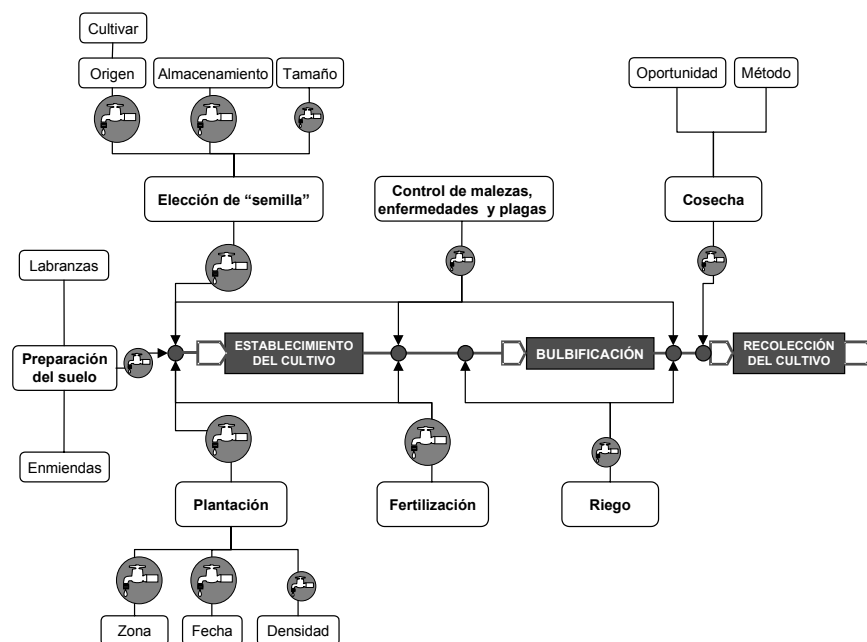 Cultivar
Origen
Almacenamiento
Tamaño
Oportunidad
Método
Elección de “semilla”
Control de malezas,
enfermedades y plagas
Cosecha
Labranzas
Preparación
del suelo
ESTABLECIMIENTO
DEL CULTIVO
BULBIFICACIÓN
RECOLECCIÓN
DEL CULTIVO
Enmiendas
Plantación
Fertilización
Riego
Zona
Fecha
Densidad